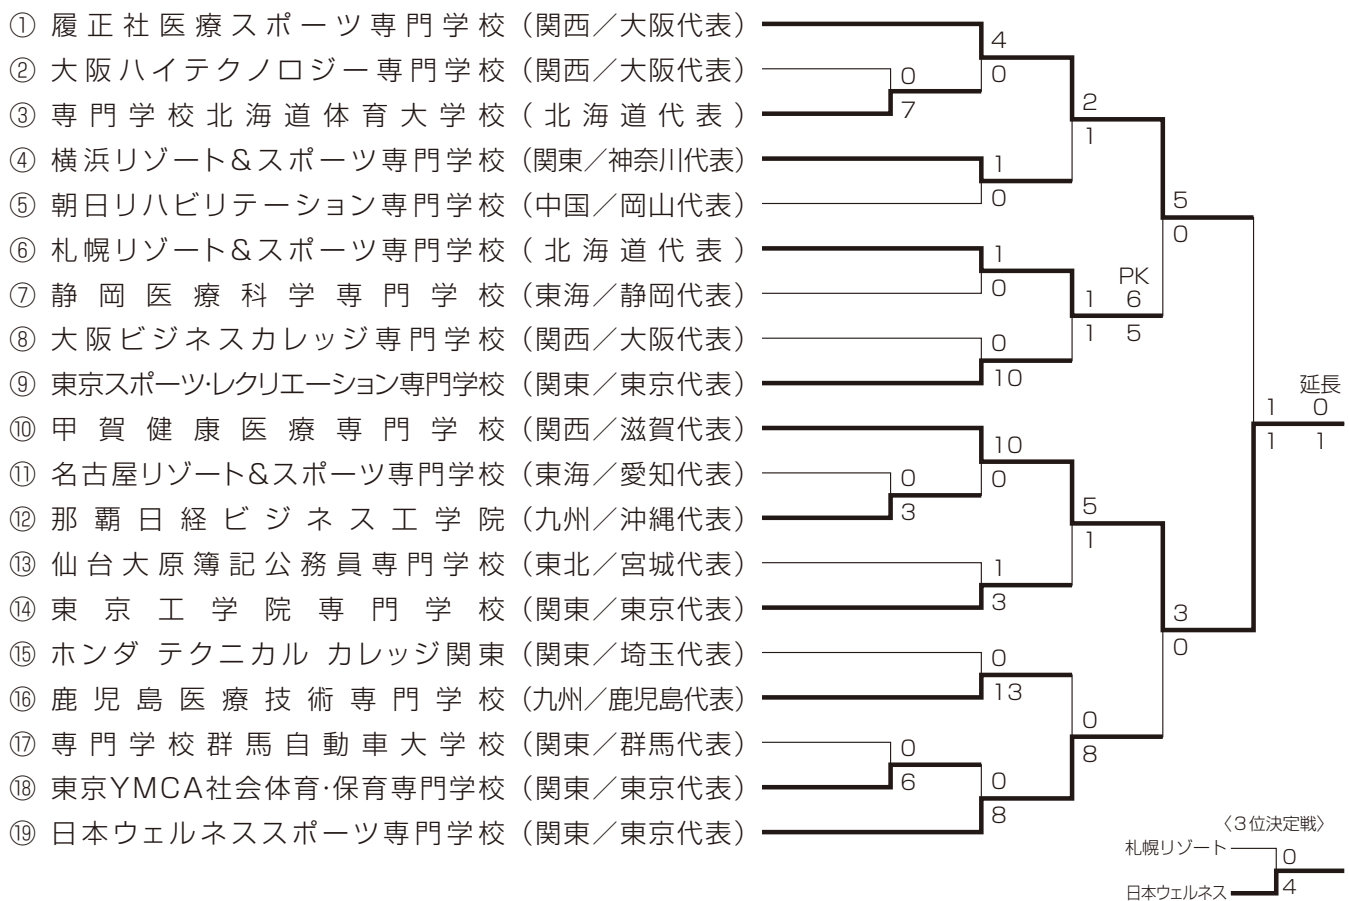 ① 履正社医療スポーツ専門学校（関西／大阪代表）
② 大阪ハイテクノロジー専門学校（関西／大阪代表）
③ 専門学校北海道体育大学校（北海道代表）
④ 横浜リゾート&スポーツ専門学校（関東／神奈川代表）
⑤ 朝日リハビリテーション専門学校（中国／岡山代表）
⑥ 札幌リゾート&スポーツ専門学校（北海道代表）
⑦ 静岡医療科学専門学校（東海／静岡代表）
⑧ 大阪ビジネスカレッジ専門学校（関西／大阪代表）
⑨ 東京スポーツ・レクリエーション専門学校（関東／東京代表）
⑩ 甲賀健康医療専門学校（関西／滋賀代表）
⑪ 名古屋リゾート&スポーツ専門学校（東海／愛知代表）
⑫ 那覇日経ビジネス工学院（九州／沖縄代表）
⑬ 仙台大原簿記公務員専門学校（東北／宮城代表）
⑭ 東京工学院専門学校（関東／東京代表）
⑮ ホンダ テクニカル カレッジ関東（関東／埼玉代表）
⑯ 鹿児島医療技術専門学校（九州／鹿児島代表）
⑰ 専門学校群馬自動車大学校（関東／群馬代表）
⑱ 東京YMCA社会体育・保育専門学校（関東／東京代表）
⑲ 日本ウェルネススポーツ専門学校（関東／東京代表）
0
7
0
3
0
6
4
0
1
0
1
0
0
10
10
0
1
3
0
13
0
8
2
1
PK
1 6
1 5
5
1
0
8
5
0
3
0
延長
1 0
1 1
〈3位決定戦〉
札幌リゾート
0
日本ウェルネス
4